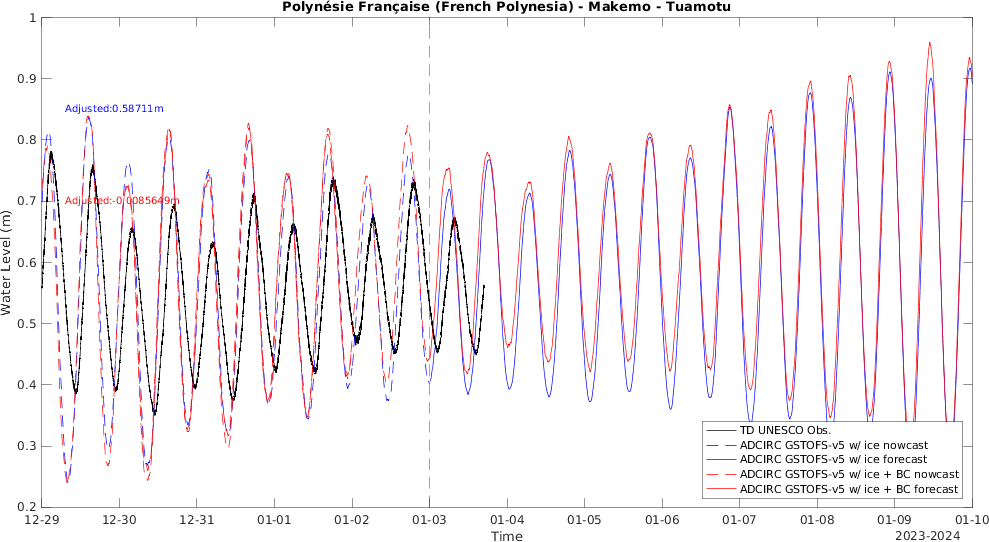 Polynésie Française (French Polynesia) - Makemo - Tuamotu
1
0.9
0.8
0.7
0.6
0.5
0.4
0.3
0.2
Water Level (m)
Adjusted:0.58711m
Adjusted:-0.0085649m
TD UNESCO Obs.
ADCIRC GSTOFS-v5 w/ ice nowcast
ADCIRC GSTOFS-v5 w/ ice forecast
ADCIRC GSTOFS-v5 w/ ice + BC nowcast
ADCIRC GSTOFS-v5 w/ ice + BC forecast
12-29 12-30 12-31 01-01 01-02 01-03 01-04 01-05 01-06 01-07 01-08 01-09 01-10
Time
2023-2024